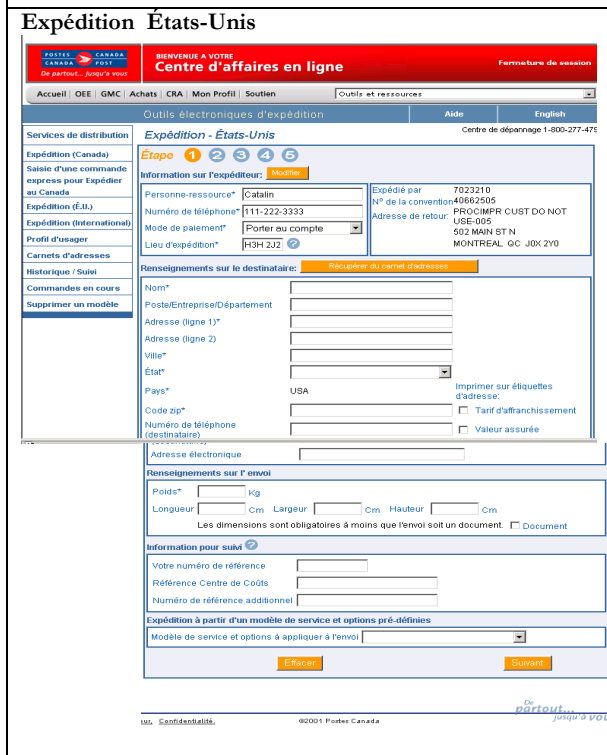 Expédition États-Unis
POSTES CANADA
CANADA POST
De partout... jusqu'à vous
BIENVENUE A VOTRE
Centre d'affaires en ligne
Fermeture de session
Accueil | OEE | GMC | Achats | CRA | Mon Profil | Soutien
Outils et ressources
Outils électroniques d'expédition
Aide
English
Services de distribution
Expédition (Canada)
Saisie d'une commande
express pour Expédier
au Canada
Expédition (É.U.)
Expédition (International)
Profil d'usager
Carnets d'adresses
Historique / Suivi
Commandes en cours
Supprimer un modèle
Expédition - États-Unis
Centre de dépannage 1-800-277-479
Étape 1 2 3 4 5
Information sur l'expéditeur: Modifier
Personne-ressource* Catalin
Numéro de téléphone* 111-222-3333
Mode de paiement* Porter au compte
Lieu d'expédition* H3H 2J2 ?
Expédié par 7023210
N° de la convention 40662505
Adresse de retour: PROCIMPR CUST DO NOT
USE-005
502 MAIN ST N
MONTREAL QC J0X 2Y0
Renseignements sur le destinataire: Récupérer du carnet d'adresses
Nom*
Poste/Entreprise/Département
Adresse (ligne 1)*
Adresse (ligne 2)
Ville*
État*
Pays* USA
Imprimer sur étiquettes
d'adresse:
Code zip*
Tarif d'affranchissement
Numéro de téléphone
(destinataire)
Valeur assurée
Adresse électronique
Renseignements sur l' envoi
Poids* Kg
Longueur Cm Largeur Cm Hauteur Cm
Les dimensions sont obligatoires à moins que l'envoi soit un document. Document
Information pour suivi ?
Votre numéro de référence
Référence Centre de Coûts
Numéro de référence additionnel
Expédition à partir d'un modèle de service et options pré-définies
Modèle de service et options à appliquer à l'envoi
Effacer
Suivant
De
partout...
jusqu'à vou
ur, Confidentialité.
©2001 Postes Canada